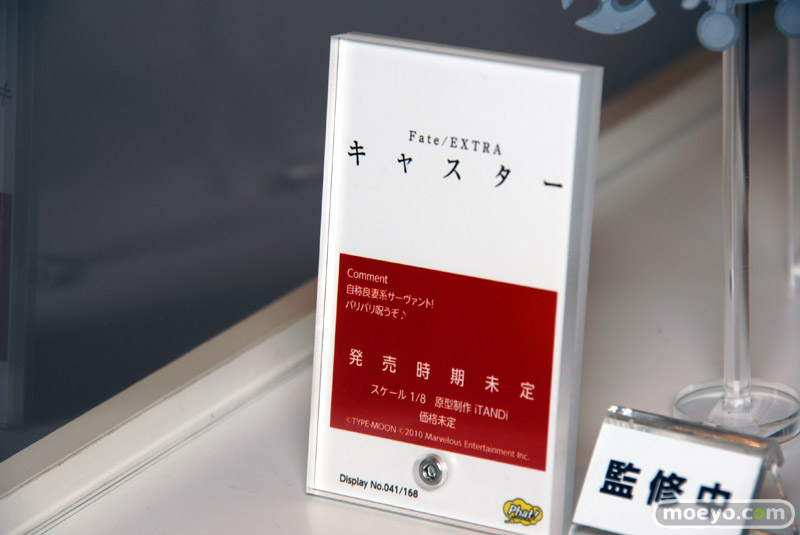 Fate/EXTRA
キャスター
Comment
自称良妻系サーヴァント!
バリバリ呪うぞ♪
発売時期未定
スケール 1/8 原型制作 iTANDi
価格未定
©TYPE-MOON ©2010 Marvelous Entertainment Inc.
Display No.041/168
Phat!
監修中
moeyo.com